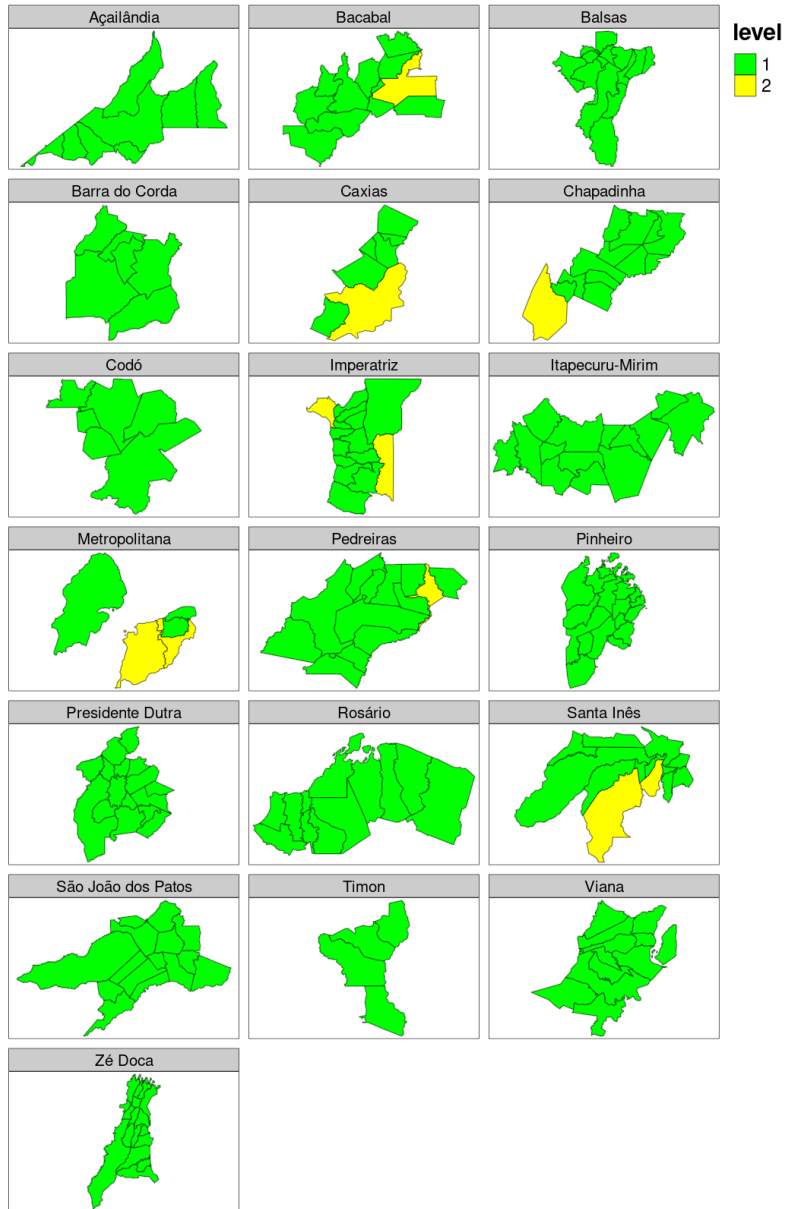 Açailândia
Bacabal
Balsas
level
1
2
Barra do Corda
Caxias
Chapadinha
Codó
Imperatriz
Itapecuru-Mirim
Metropolitana
Pedreiras
Pinheiro
Presidente Dutra
Rosário
Santa Inês
São João dos Patos
Timon
Viana
Zé Doca